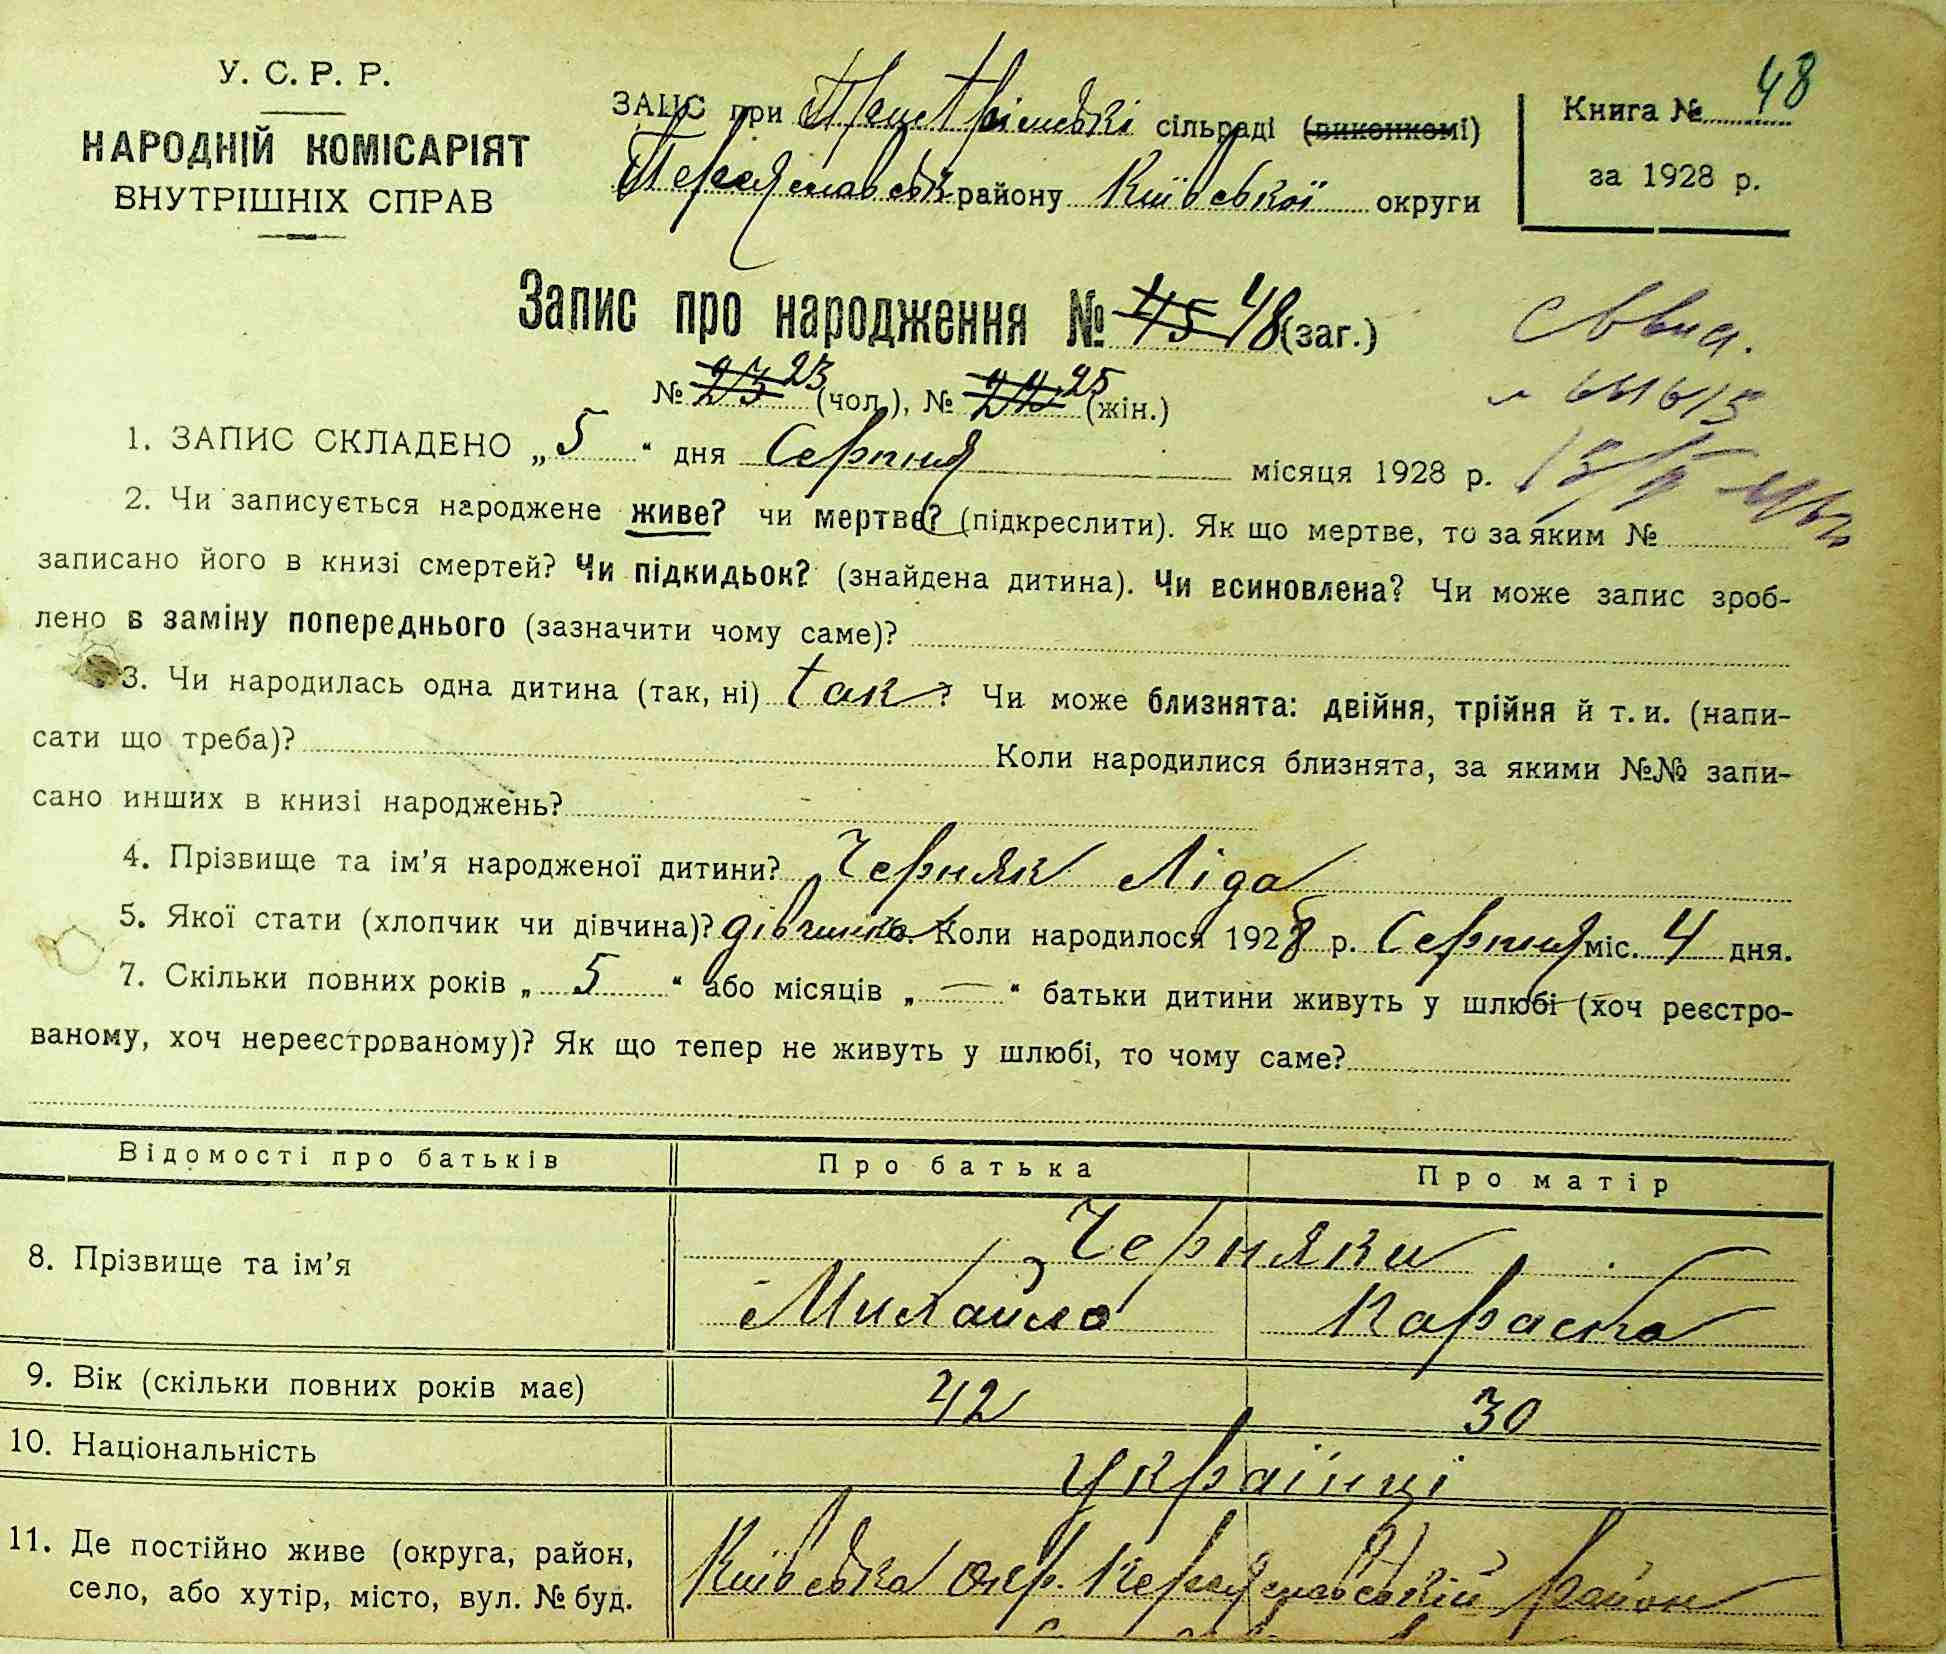 У. С. Р. Р.
НАРОДНІЙ КОМІСАРІЯТ
ВНУТРІШНІХ СПРАВ
ЗАЦС при сільраді (виконкомі)
Переяславськ району Київської округи
Книга № 48
за 1928 р.
Запис про народження № 45 48 (заг.)
№ 23 23 (чол.), № 22 25 (жін.)
1. ЗАПИС СКЛАДЕНО „5“ дня Серпня місяця 1928 р.
2. Чи записується народжене живе? чи мертве? (підкреслити). Як що мертве, то за яким №
записано його в книзі смертей? Чи підкидьок? (знайдена дитина). Чи всиновлена? Чи може запис зроб-
лено в заміну попереднього (зазначити чому саме)?
3. Чи народилась одна дитина (так, ні) так? Чи може близнята: двійня, трійня й т. и. (напи-
сати що треба)? Коли народилися близнята, за якими №№ запи-
сано инших в книзі народжень?
4. Прізвище та ім'я народженої дитини? Черняк Ліда
5. Якої стати (хлопчик чи дівчина)? дівчинка. Коли народилося 1928 р. Серпня міс. 4 дня.
7. Скільки повних років „5“ або місяців „—“ батьки дитини живуть у шлюбі (хоч реєстро-
ваному, хоч нереєстрованому)? Як що тепер не живуть у шлюбі, то чому саме?
Відомості про батьків Про батька Про матір
8. Прізвище та ім'я Черняки
Михайло
9. Вік (скільки повних років має) 42 30
10. Національність Українці
11. Де постійно живе (округа, район, село, або хутір, місто, вул. № буд. Київська окр. Переяславській район